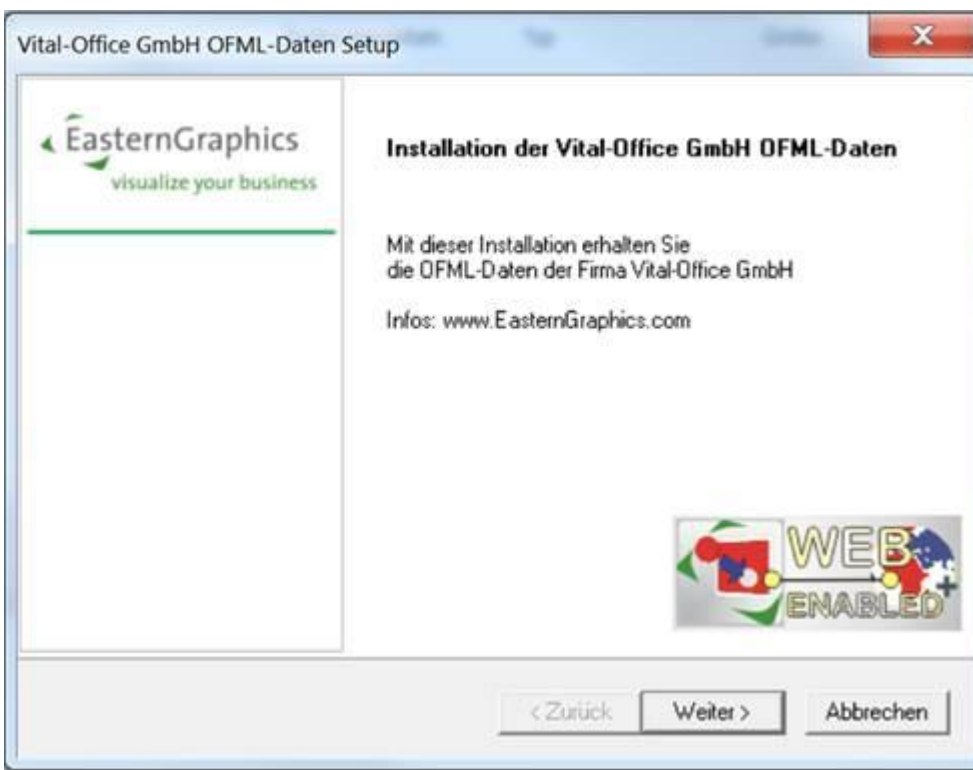 Vital-Office GmbH OFML-Daten Setup
EasternGraphics
visualize your business
Installation der Vital-Office GmbH OFML-Daten
Mit dieser Installation erhalten Sie
die OFML-Daten der Firma Vital-Office GmbH
Infos: www.EasternGraphics.com
WEB
ENABLED
< Zurück
Weiter >
Abbrechen